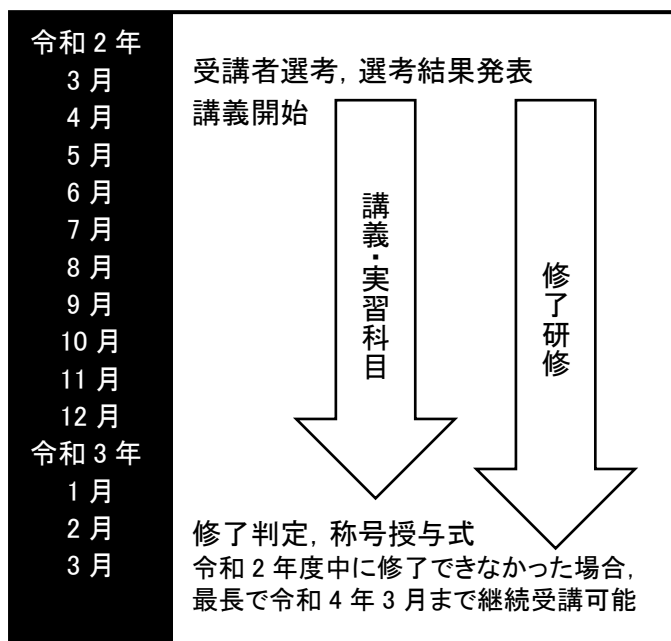 令和2年
3月
受講者選考，選考結果発表
4月
講義開始
5月
6月
7月
8月
9月
10月
11月
12月
講義・実習科目
修了研修
令和3年
1月
2月
修了判定，称号授与式
3月
令和2年度中に修了できなかった場合，
最長で令和4年3月まで継続受講可能